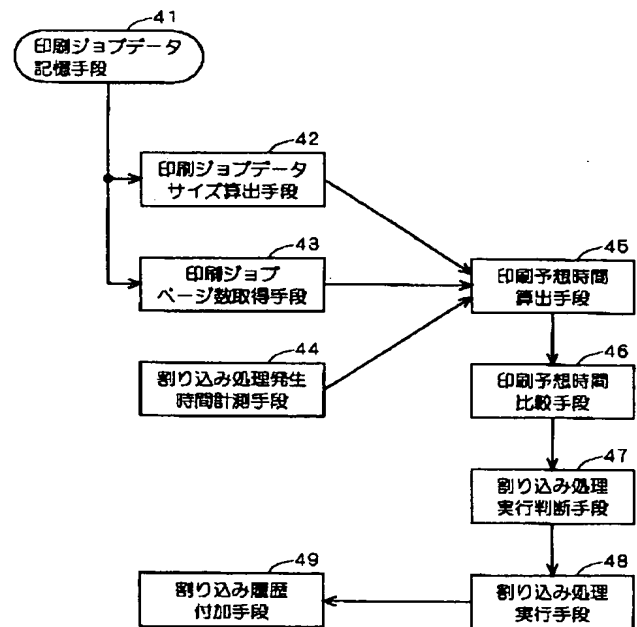 41
印刷ジョブデータ
記憶手段
42
印刷ジョブデータ
サイズ算出手段
43
印刷ジョブ
ページ数取得手段
44
割り込み処理発生
時間計測手段
45
印刷予想時間
算出手段
46
印刷予想時間
比較手段
47
割り込み処理
実行判断手段
48
割り込み処理
実行手段
49
割り込み履歴
付加手段